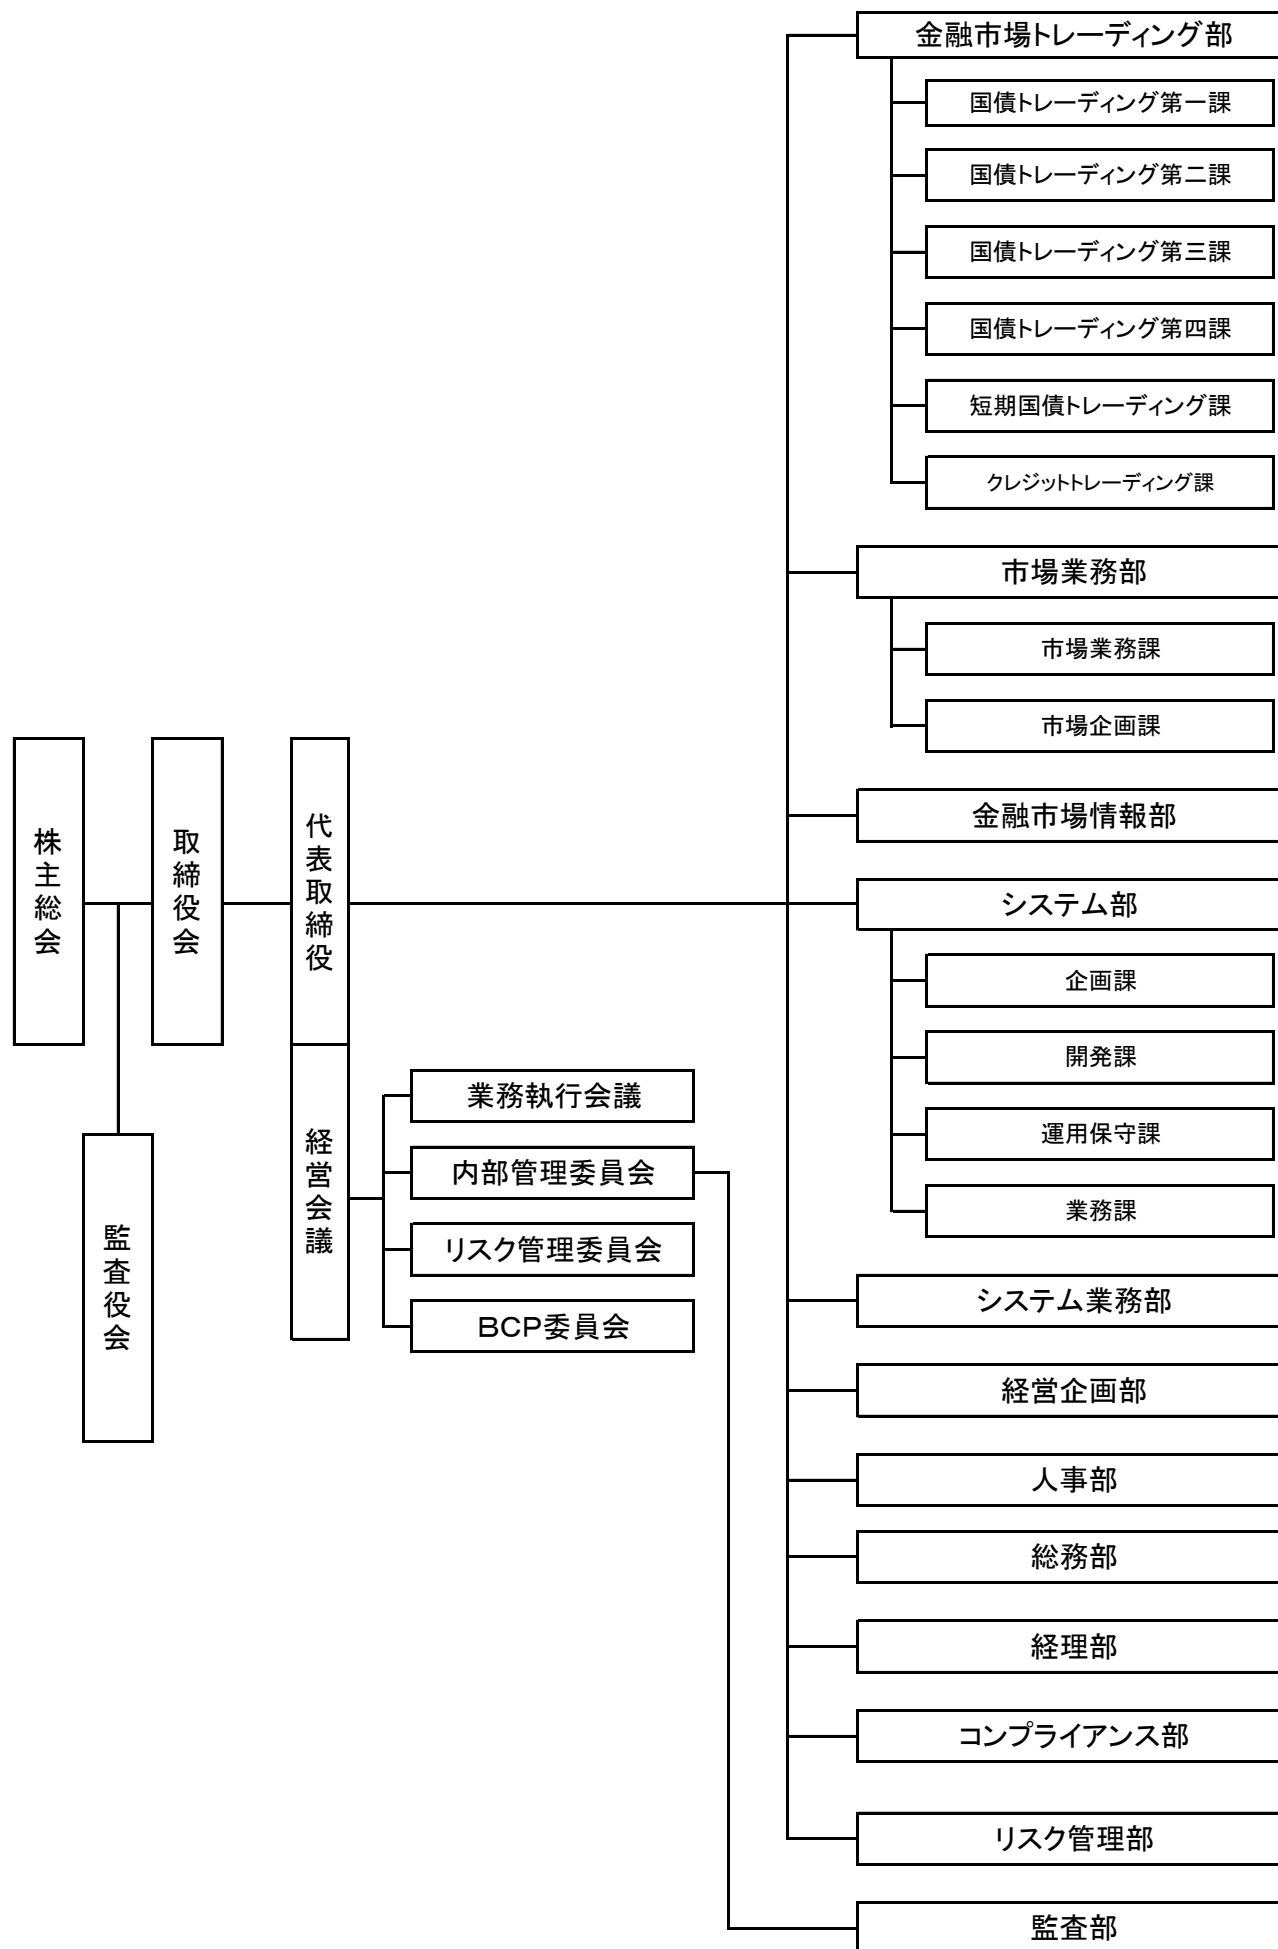 株主総会
監査役会
取締役会
代表取締役
経営会議
業務執行会議
内部管理委員会
リスク管理委員会
BCP委員会
金融市場トレーディング部
国債トレーディング第一課
国債トレーディング第二課
国債トレーディング第三課
国債トレーディング第四課
短期国債トレーディング課
クレジットトレーディング課
市場業務部
市場業務課
市場企画課
金融市場情報部
システム部
企画課
開発課
運用保守課
業務課
システム業務部
経営企画部
人事部
総務部
経理部
コンプライアンス部
リスク管理部
監査部